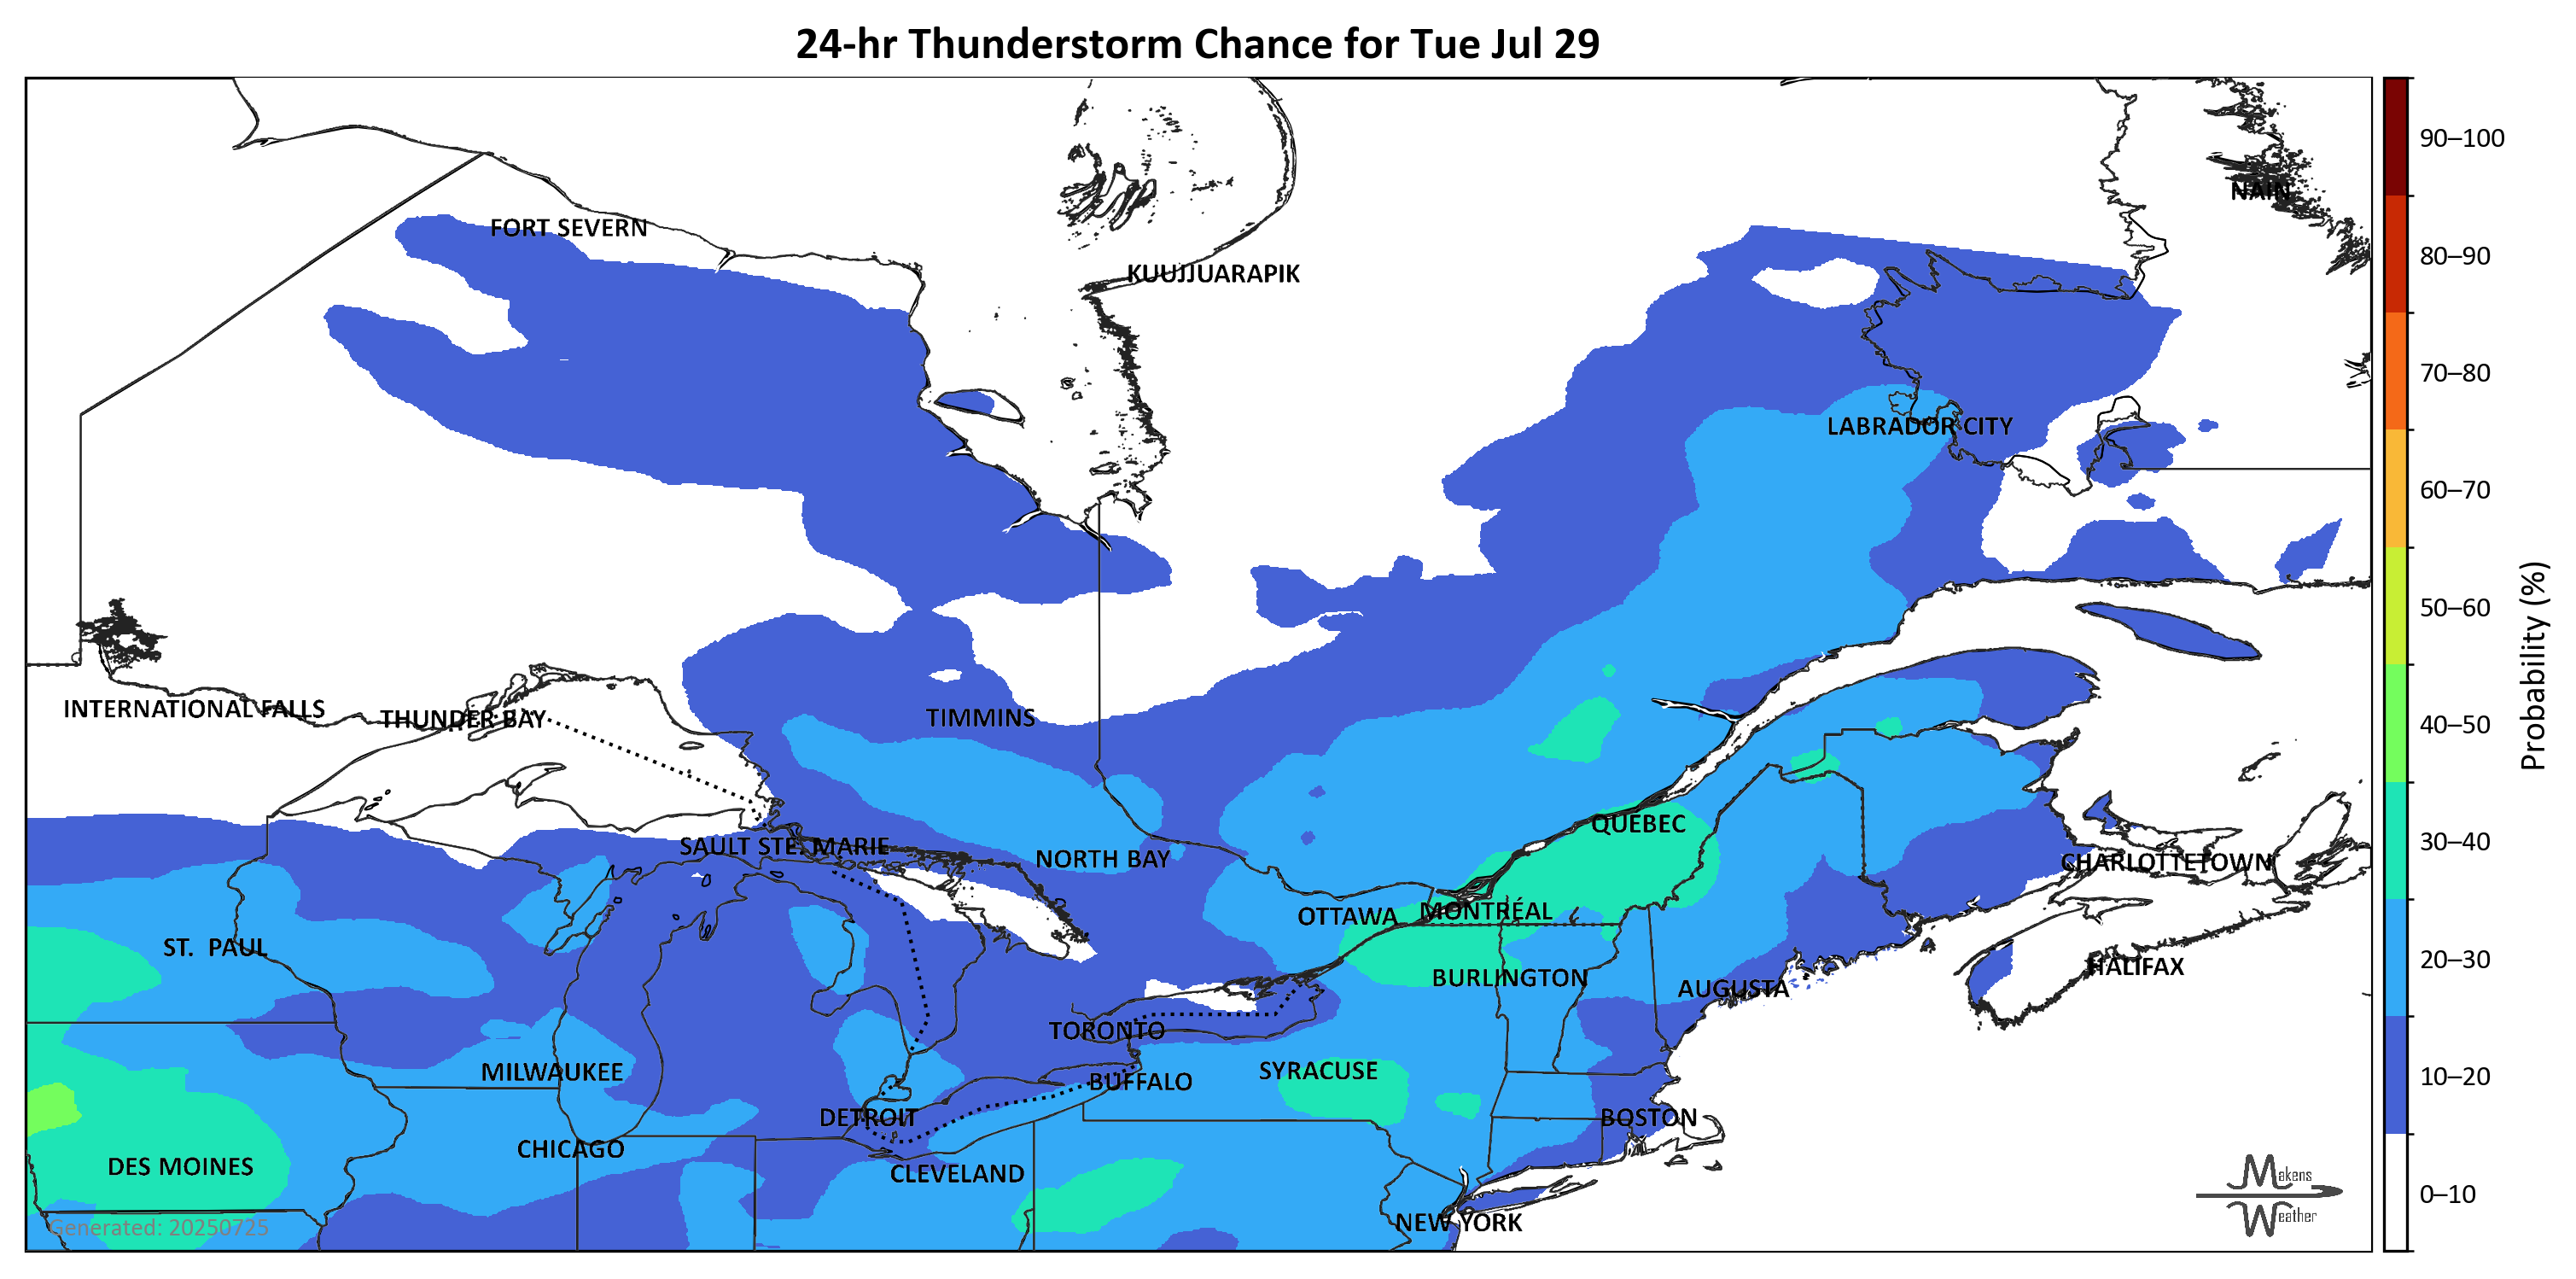 24-hr Thunderstorm Chance for Tue Jul 29
90–100
NAIN
FORT SEVERN
80–90
KUUJJUARAPIK
70–80
LABRADOR CITY
60–70
50–60
Probability (%)
INTERNATIONAL FALLS
THUNDER BAY
TIMMINS
40–50
QUEBEC
30–40
SAULT STE. MARIE
NORTH BAY
CHARLOTTETOWN
OTTAWA
MONTRÉAL
ST. PAUL
20–30
HALIFAX
BURLINGTON
AUGUSTA
TORONTO
MILWAUKEE
SYRACUSE
BUFFALO
10–20
DETROIT
BOSTON
CHICAGO
DES MOINES
CLEVELAND
Makens
Weather
0–10
NEW YORK
Generated: 20250725